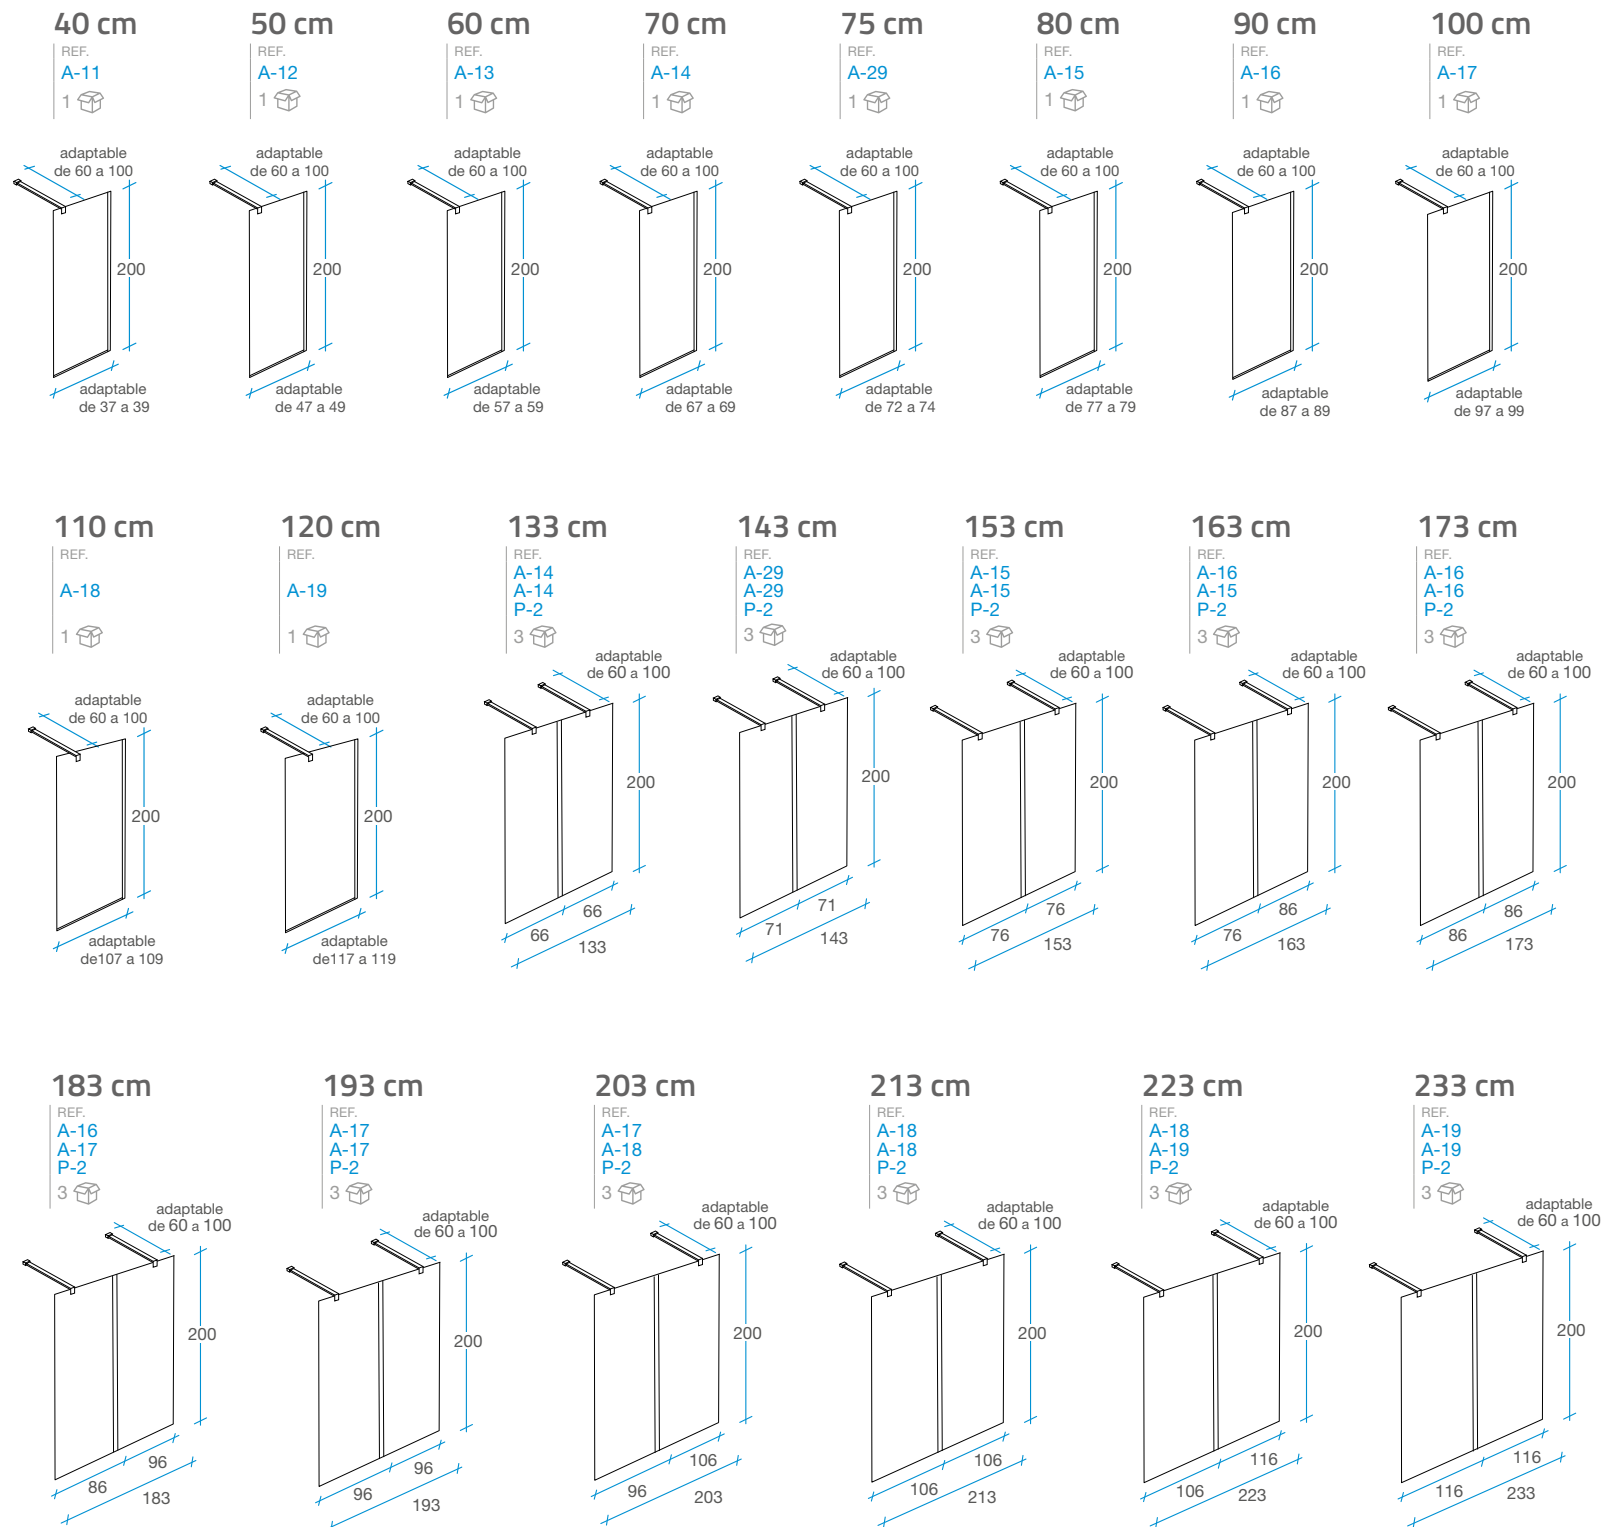 40 cm
REF.
A-11
1
adaptable
de 60 a 100
200
adaptable
de 37 a 39
50 cm
REF.
A-12
1
adaptable
de 60 a 100
200
adaptable
de 47 a 49
60 cm
REF.
A-13
1
adaptable
de 60 a 100
200
adaptable
de 57 a 59
70 cm
REF.
A-14
1
adaptable
de 60 a 100
200
adaptable
de 67 a 69
75 cm
REF.
A-29
1
adaptable
de 60 a 100
200
adaptable
de 72 a 74
80 cm
REF.
A-15
1
adaptable
de 60 a 100
200
adaptable
de 77 a 79
90 cm
REF.
A-16
1
adaptable
de 60 a 100
200
adaptable
de 87 a 89
100 cm
REF.
A-17
1
adaptable
de 60 a 100
200
adaptable
de 97 a 99
110 cm
REF.
A-18
1
adaptable
de 60 a 100
200
adaptable
de107 a 109
120 cm
REF.
A-19
1
adaptable
de 60 a 100
200
adaptable
de117 a 119
133 cm
REF.
A-14
A-14
P-2
3
adaptable
de 60 a 100
200
66
66
133
143 cm
REF.
A-29
A-29
P-2
3
adaptable
de 60 a 100
200
71
71
143
153 cm
REF.
A-15
A-15
P-2
3
adaptable
de 60 a 100
200
76
76
153
163 cm
REF.
A-16
A-15
P-2
3
adaptable
de 60 a 100
200
86
76
163
173 cm
REF.
A-16
A-16
P-2
3
adaptable
de 60 a 100
200
86
86
173
183 cm
REF.
A-16
A-17
P-2
3
adaptable
de 60 a 100
200
96
86
183
193 cm
REF.
A-17
A-17
P-2
3
adaptable
de 60 a 100
200
96
96
193
203 cm
REF.
A-17
A-18
P-2
3
adaptable
de 60 a 100
200
106
96
203
213 cm
REF.
A-18
A-18
P-2
3
adaptable
de 60 a 100
200
106
106
213
223 cm
REF.
A-18
A-19
P-2
3
adaptable
de 60 a 100
200
116
106
223
233 cm
REF.
A-19
A-19
P-2
3
adaptable
de 60 a 100
200
116
116
233